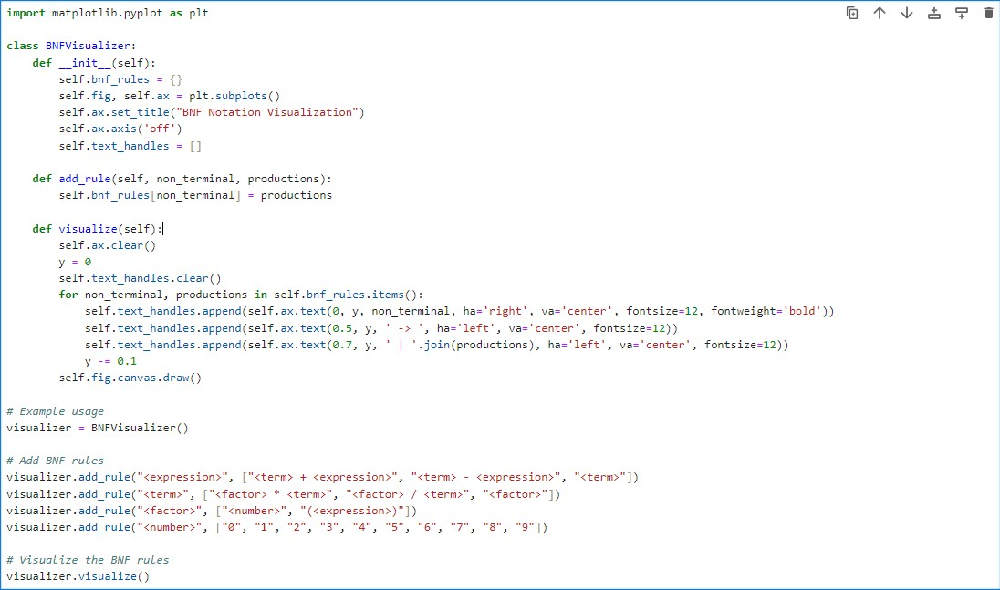 import matplotlib.pyplot as plt

class BNFVisualizer:
    def __init__(self):
        self.bnf_rules = {}
        self.fig, self.ax = plt.subplots()
        self.ax.set_title("BNF Notation Visualization")
        self.ax.axis('off')
        self.text_handles = []

    def add_rule(self, non_terminal, productions):
        self.bnf_rules[non_terminal] = productions

    def visualize(self):
        self.ax.clear()
        y = 0
        self.text_handles.clear()
        for non_terminal, productions in self.bnf_rules.items():
            self.text_handles.append(self.ax.text(0, y, non_terminal, ha='right', va='center', fontsize=12, fontweight='bold'))
            self.text_handles.append(self.ax.text(0.5, y, ' -> ', ha='left', va='center', fontsize=12))
            self.text_handles.append(self.ax.text(0.7, y, ' | '.join(productions), ha='left', va='center', fontsize=12))
            y -= 0.1
        self.fig.canvas.draw()

# Example usage
visualizer = BNFVisualizer()

# Add BNF rules
visualizer.add_rule("<expression>", ["<term> + <expression>", "<term> - <expression>", "<term>"])
visualizer.add_rule("<term>", ["<factor> * <term>", "<factor> / <term>", "<factor>"])
visualizer.add_rule("<factor>", ["<number>", "(<expression>)"])
visualizer.add_rule("<number>", ["0", "1", "2", "3", "4", "5", "6", "7", "8", "9"])

# Visualize the BNF rules
visualizer.visualize()